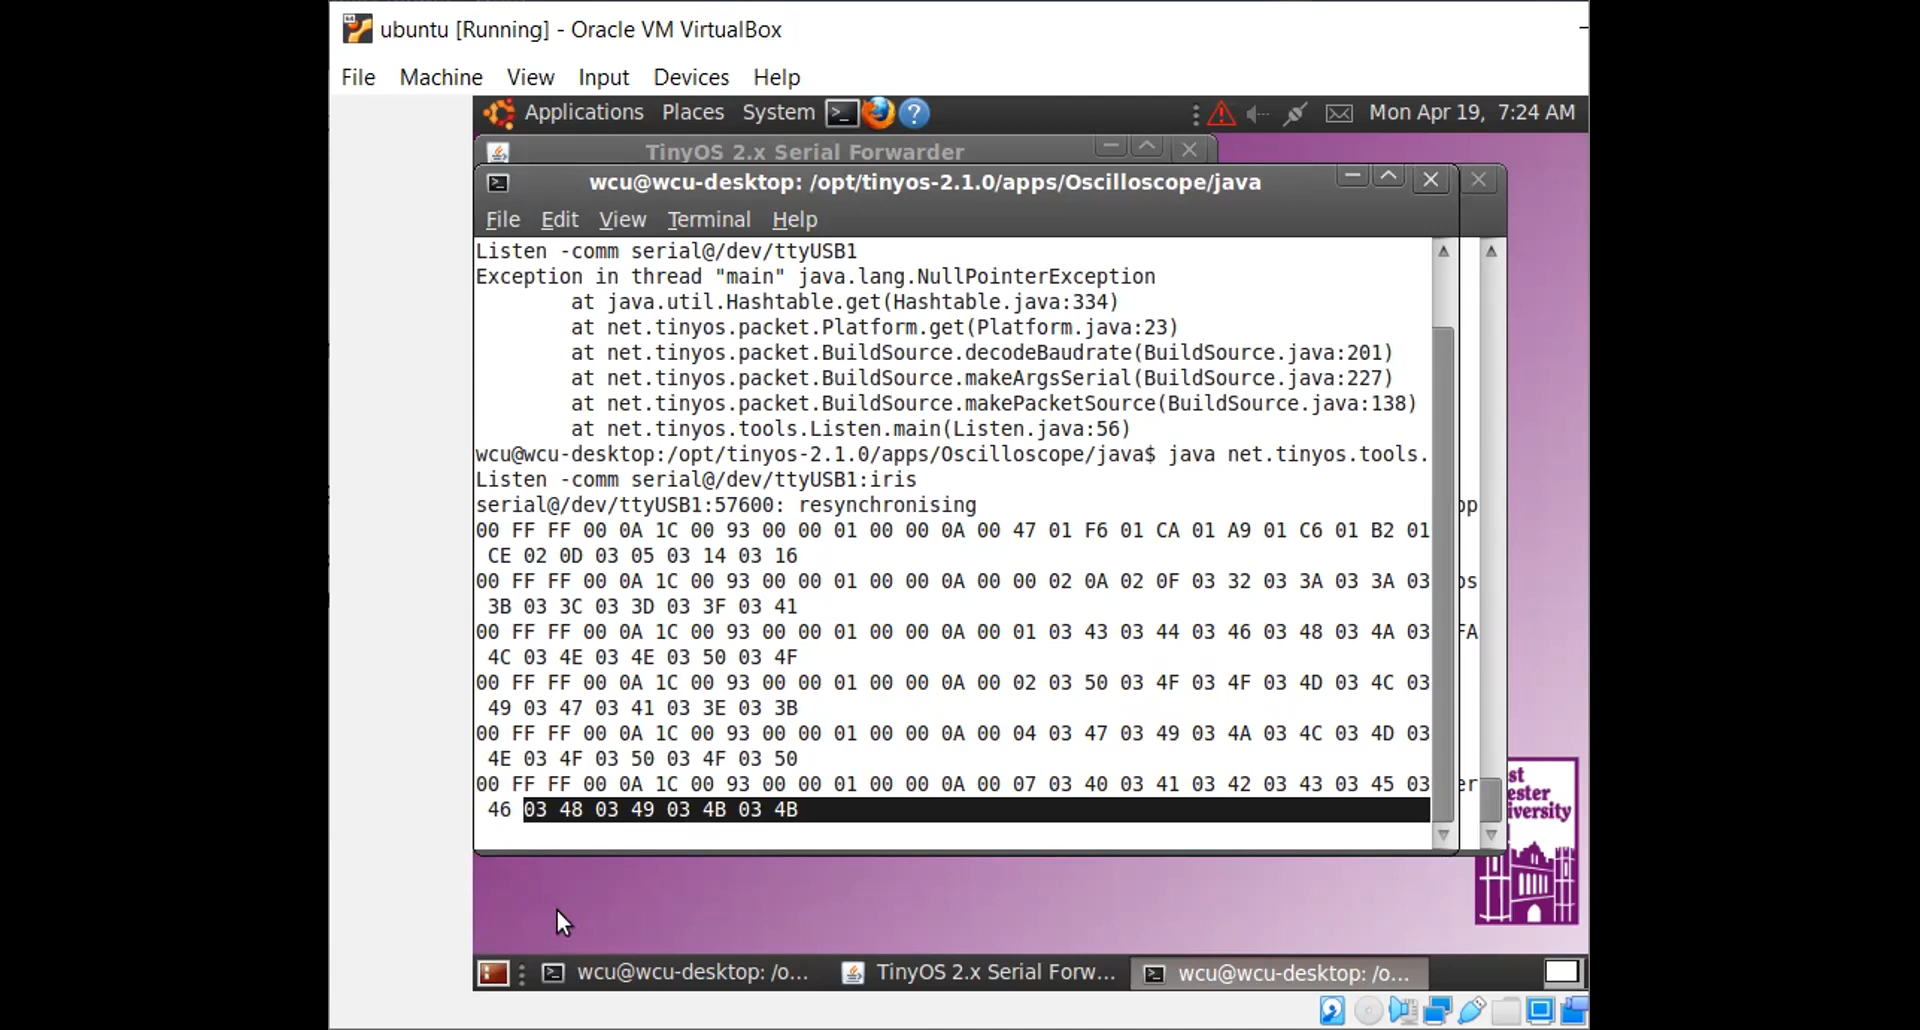 ubuntu [Running] - Oracle VM VirtualBox
File Machine View Input Devices Help
Applications Places System Mon Apr 19, 7:24 AM
TinyOS 2.x Serial Forwarder
wcu@wcu-desktop: /opt/tinyos-2.1.0/apps/Oscilloscope/java
File Edit View Terminal Help
Listen -comm serial@/dev/ttyUSB1
Exception in thread "main" java.lang.NullPointerException
at java.util.Hashtable.get(Hashtable.java:334)
at net.tinyos.packet.Platform.get(Platform.java:23)
at net.tinyos.packet.BuildSource.decodeBaudrate(BuildSource.java:201)
at net.tinyos.packet.BuildSource.makeArgsSerial(BuildSource.java:227)
at net.tinyos.packet.BuildSource.makePacketSource(BuildSource.java:138)
at net.tinyos.tools.Listen.main(Listen.java:56)
wcu@wcu-desktop:/opt/tinyos-2.1.0/apps/Oscilloscope/java$ java net.tinyos.tools.
Listen -comm serial@/dev/ttyUSB1:iris
serial@/dev/ttyUSB1:57600: resynchronising
00 FF FF 00 0A 1C 00 93 00 00 01 00 00 0A 00 47 01 F6 01 CA 01 A9 01 C6 01 B2 01
CE 02 0D 03 05 03 14 03 16
00 FF FF 00 0A 1C 00 93 00 00 01 00 00 0A 00 00 02 0A 02 0F 03 32 03 3A 03 3A 03
3B 03 3C 03 3D 03 3F 03 41
00 FF FF 00 0A 1C 00 93 00 00 01 00 00 0A 00 01 03 43 03 44 03 46 03 48 03 4A 03
4C 03 4E 03 4E 03 50 03 4F
00 FF FF 00 0A 1C 00 93 00 00 01 00 00 0A 00 02 03 50 03 4F 03 4F 03 4D 03 4C 03
49 03 47 03 41 03 3E 03 3B
00 FF FF 00 0A 1C 00 93 00 00 01 00 00 0A 00 04 03 47 03 49 03 4A 03 4C 03 4D 03
4E 03 4F 03 50 03 4F 03 50
00 FF FF 00 0A 1C 00 93 00 00 01 00 00 0A 00 07 03 40 03 41 03 42 03 43 03 45 03
46 03 48 03 49 03 4B 03 4B
wcu@wcu-desktop: /o... TinyOS 2.x Serial Forw... wcu@wcu-desktop: /o...